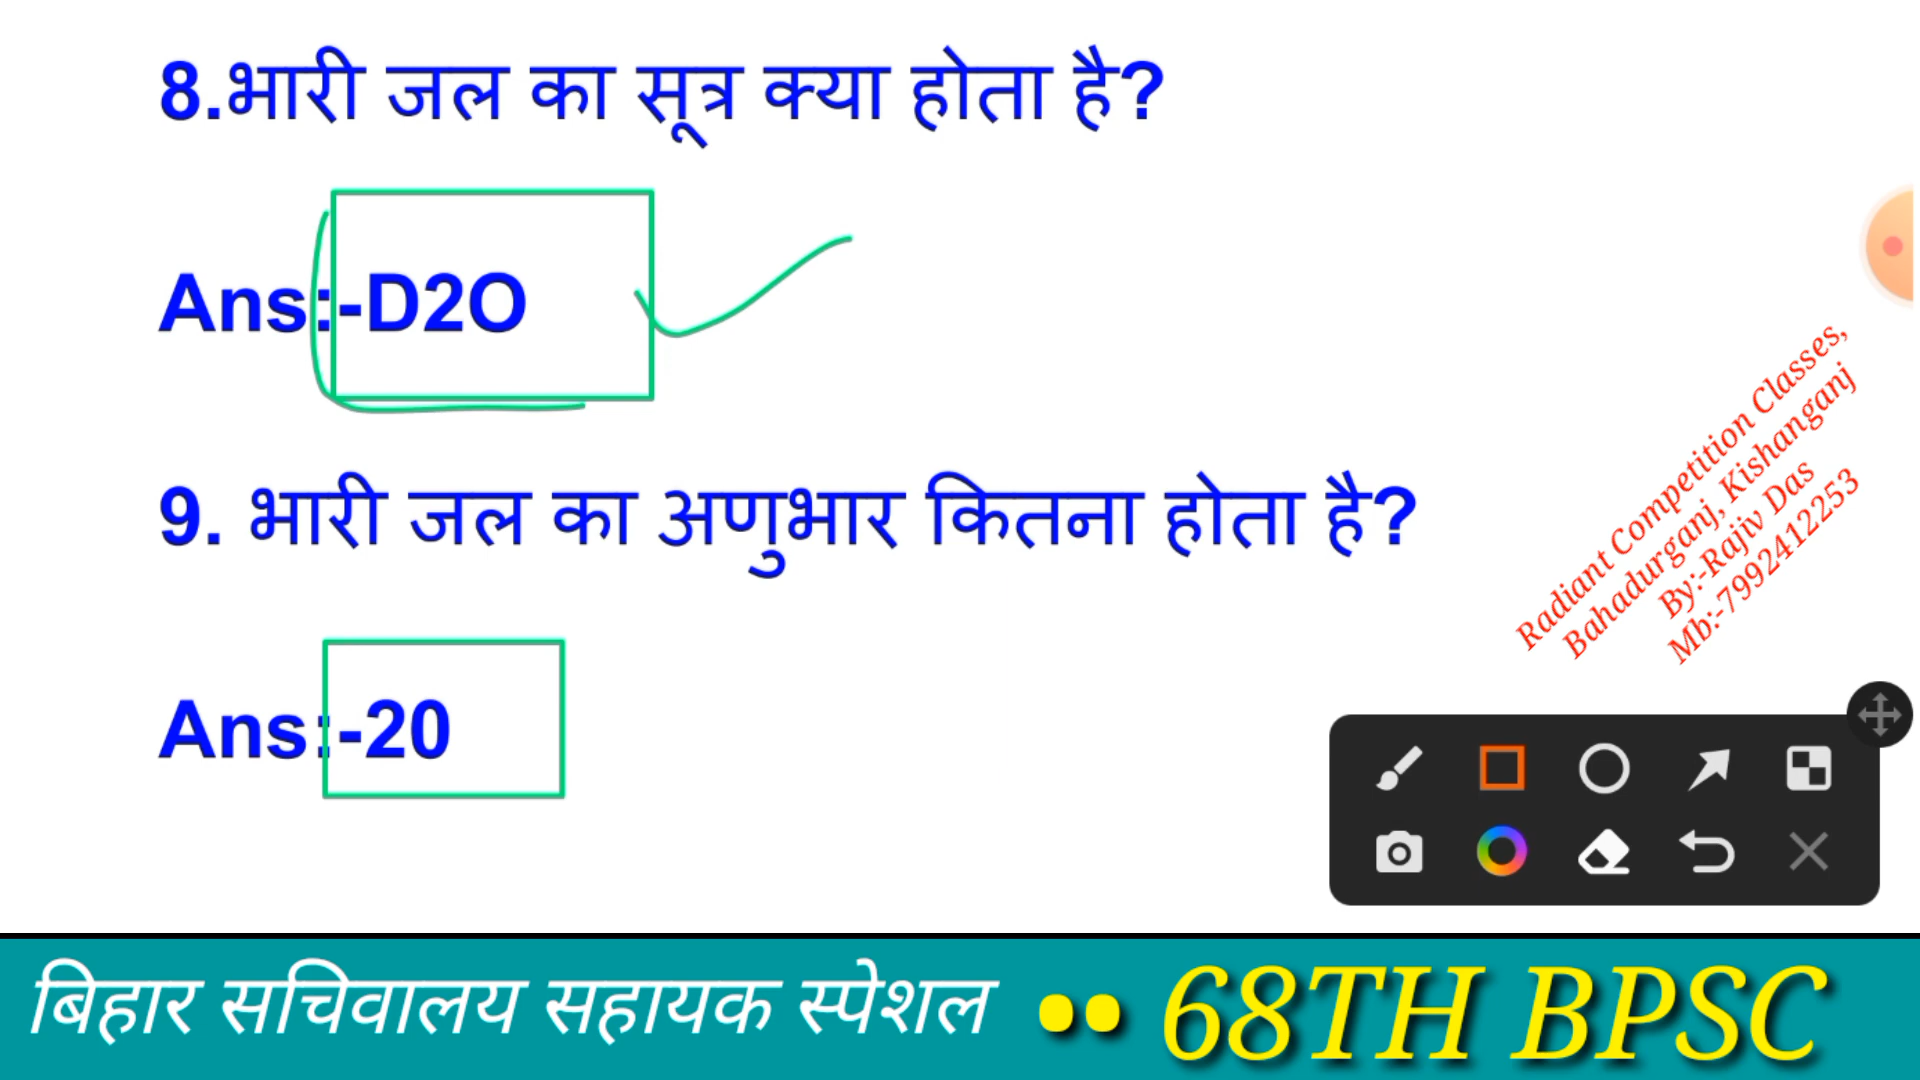 8.भारी जल का सूत्र क्या होता है?
Ans:-D2O
9. भारी जल का अणुभार कितना होता है?
Ans:-20
Radiant Competition Classes,
Bahadurganj, Kishanganj
By:-Rajiv Das
Mb:-7992412253
बिहार सचिवालय सहायक स्पेशल •• 68TH BPSC